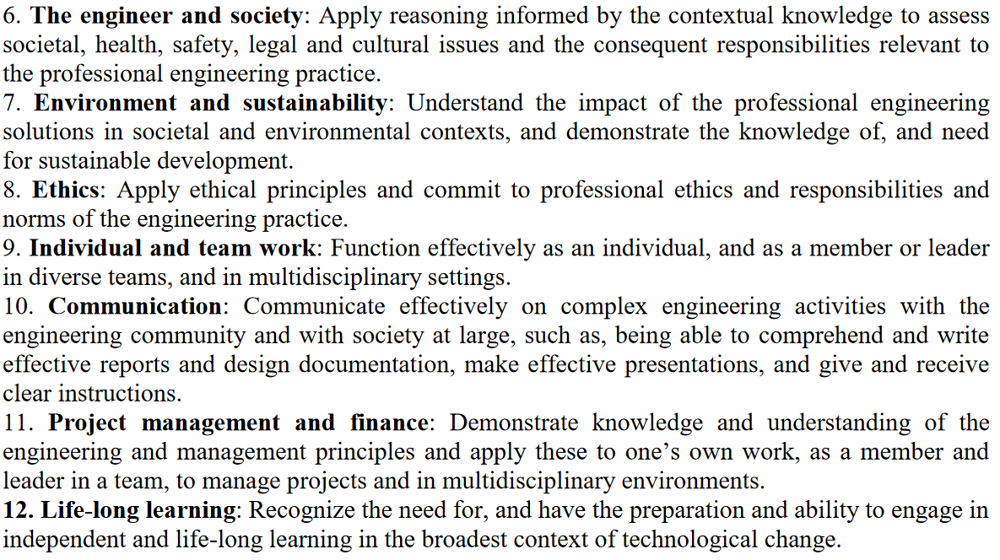 6. The engineer and society: Apply reasoning informed by the contextual knowledge to assess
societal, health, safety, legal and cultural issues and the consequent responsibilities relevant to
the professional engineering practice.
7. Environment and sustainability: Understand the impact of the professional engineering
solutions in societal and environmental contexts, and demonstrate the knowledge of, and need
for sustainable development.
8. Ethics: Apply ethical principles and commit to professional ethics and responsibilities and
norms of the engineering practice.
9. Individual and team work: Function effectively as an individual, and as a member or leader
in diverse teams, and in multidisciplinary settings.
10. Communication: Communicate effectively on complex engineering activities with the
engineering community and with society at large, such as, being able to comprehend and write
effective reports and design documentation, make effective presentations, and give and receive
clear instructions.
11. Project management and finance: Demonstrate knowledge and understanding of the
engineering and management principles and apply these to one’s own work, as a member and
leader in a team, to manage projects and in multidisciplinary environments.
12. Life-long learning: Recognize the need for, and have the preparation and ability to engage in
independent and life-long learning in the broadest context of technological change.